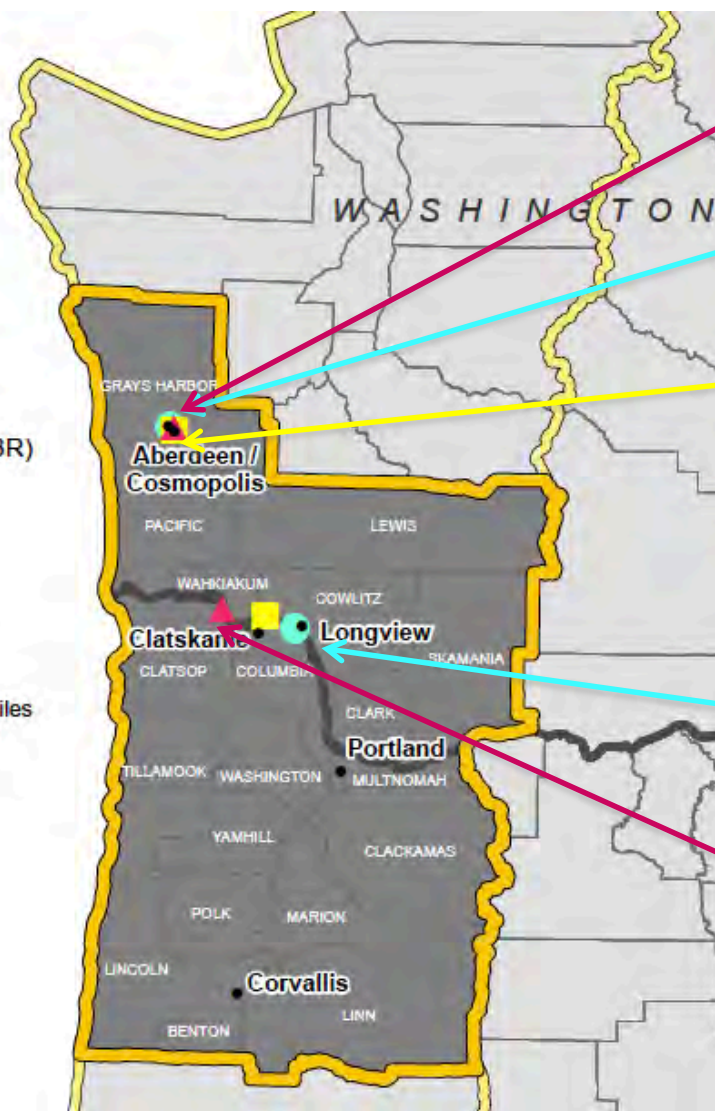 WASHINGTON
GRAYS HARBOR
3R)
Aberdeen /
Cosmopolis
PACIFIC
LEWIS
WAHKIAKUM
COWLITZ
Clatskanie
Longview
CLATSOP
COLUMBIA
SKAMANIA
iles
CLARK
Portland
TILLAMOOK
WASHINGTON
MULTNOMAH
YAMHILL
CLACKAMAS
POLK
MARION
LINCOLN
Corvallis
LINN
BENTON